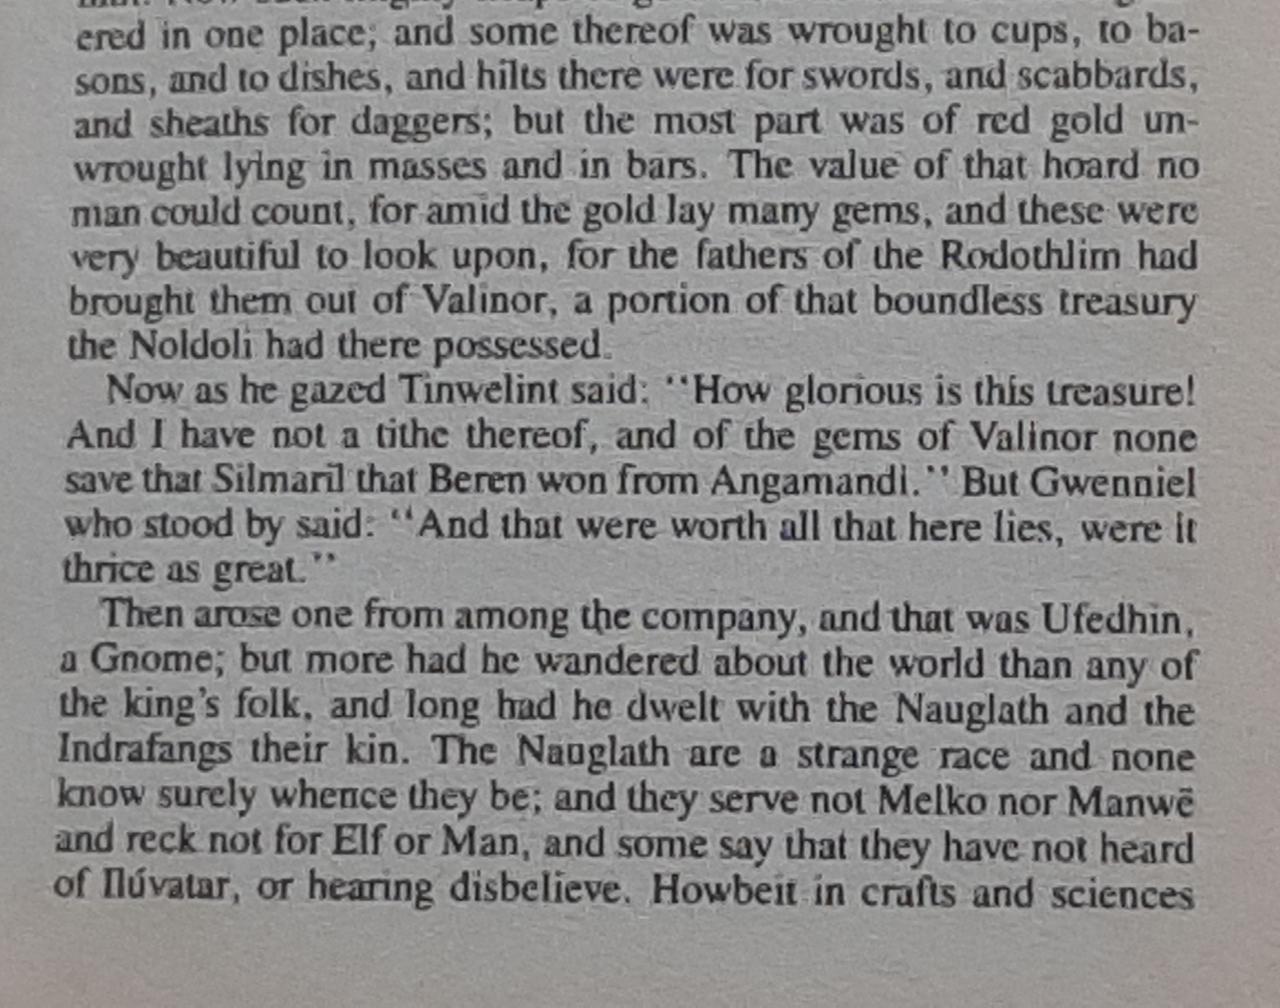 ered in one place; and some thereof was wrought to cups, to ba-
sons, and to dishes, and hilts there were for swords, and scabbards,
and sheaths for daggers; but the most part was of red gold un-
wrought lying in masses and in bars. The value of that hoard no
man could count, for amid the gold lay many gems, and these were
very beautiful to look upon, for the fathers of the Rodothlim had
brought them out of Valinor, a portion of that boundless treasury
the Noldoli had there possessed.
Now as he gazed Tinwelint said: “How glorious is this treasure!
And I have not a tithe thereof, and of the gems of Valinor none
save that Silmaril that Beren won from Angamandi.” But Gwenniel
who stood by said: “And that were worth all that here lies, were it
thrice as great.”
Then arose one from among the company, and that was Ufedhin,
a Gnome; but more had he wandered about the world than any of
the king’s folk, and long had he dwelt with the Nauglath and the
Indrafangs their kin. The Nauglath are a strange race and none
know surely whence they be; and they serve not Melko nor Manwë
and reck not for Elf or Man, and some say that they have not heard
of Ilúvatar, or hearing disbelieve. Howbeit in crafts and sciences